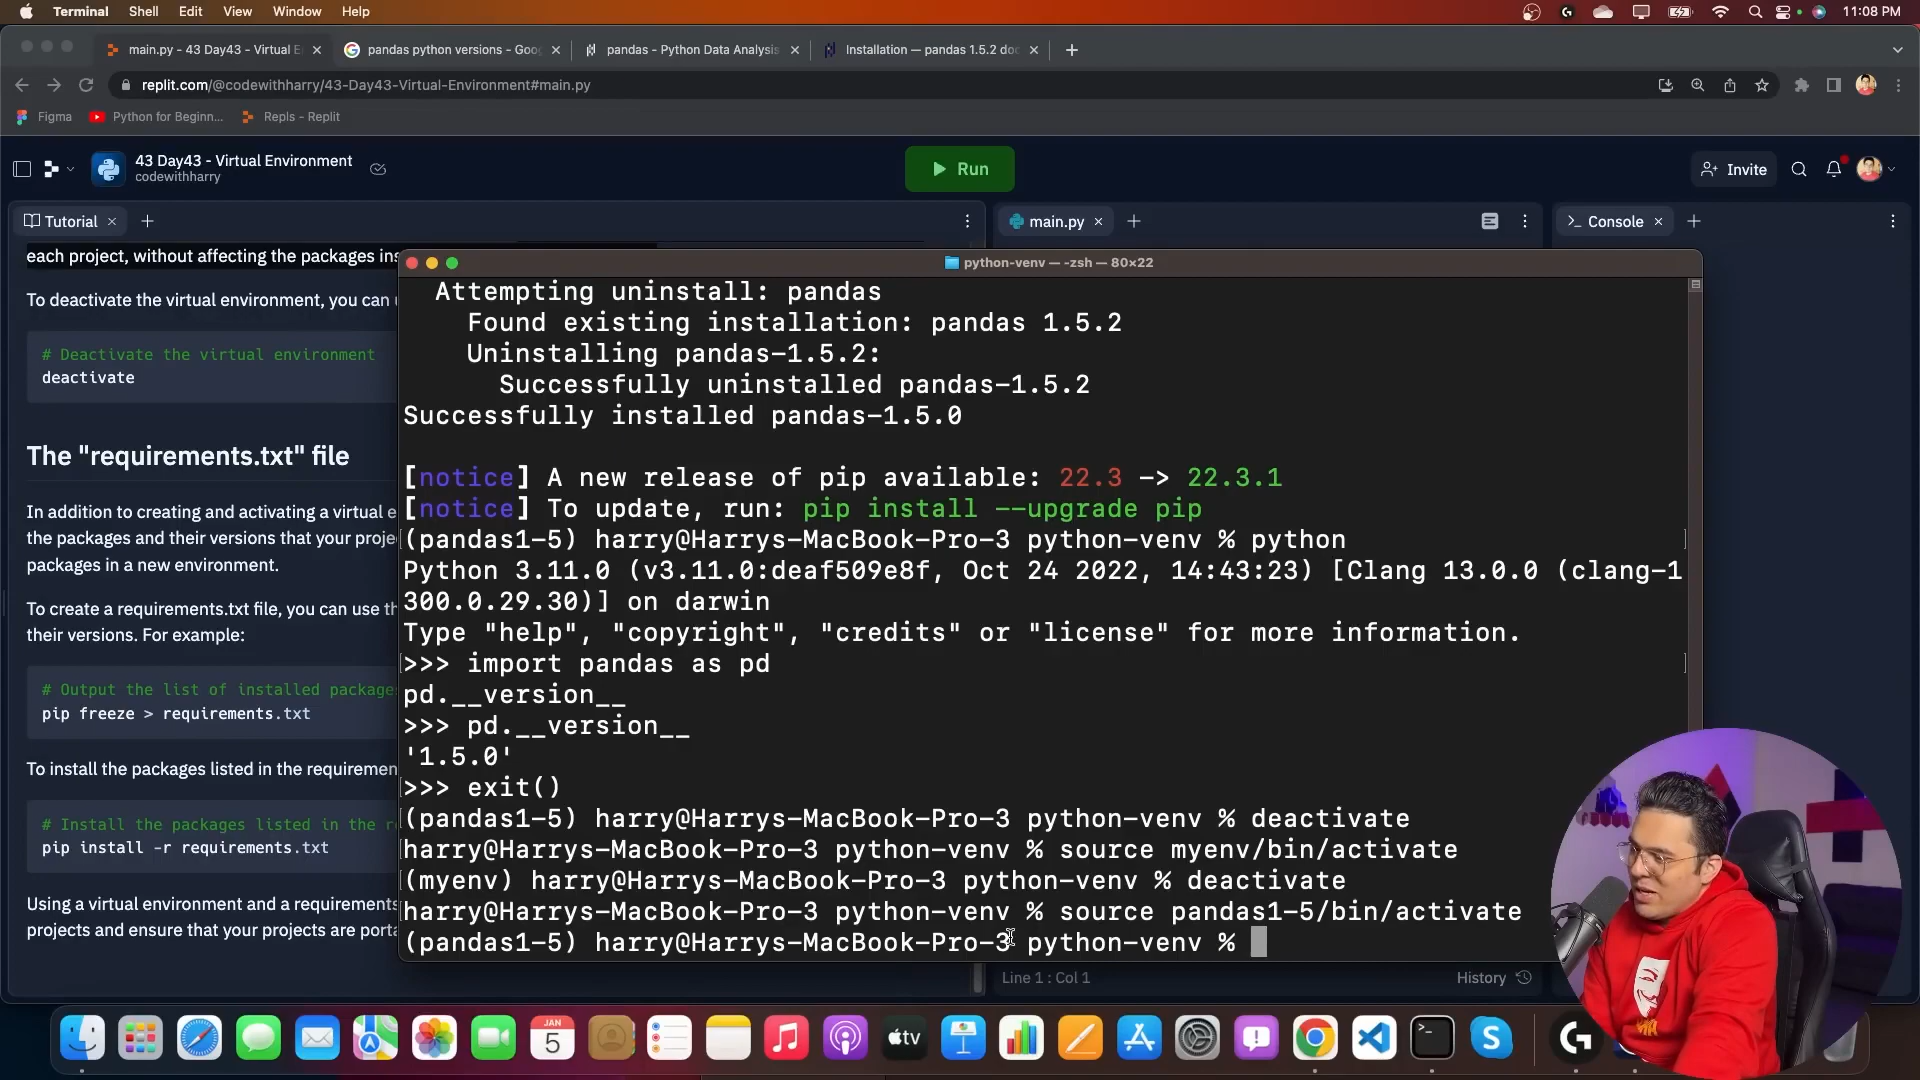 Terminal Shell Edit View Window Help
11:08 PM
main.py - 43 Day43 - Virtual E
pandas python versions - Goo
pandas - Python Data Analysis
Installation — pandas 1.5.2 doc
replit.com/@codewithharry/43-Day43-Virtual-Environment#main.py
Figma
Python for Beginn...
Repls - Replit
43 Day43 - Virtual Environment
codewithharry
Run
Invite
Tutorial
main.py
Console
each project, without affecting the packages ins
To deactivate the virtual environment, you can u
# Deactivate the virtual environment
deactivate
The "requirements.txt" file
In addition to creating and activating a virtual e
the packages and their versions that your proje
packages in a new environment.
To create a requirements.txt file, you can use th
their versions. For example:
# Output the list of installed packages
pip freeze > requirements.txt
To install the packages listed in the requiremen
# Install the packages listed in the r
pip install -r requirements.txt
Using a virtual environment and a requirements
projects and ensure that your projects are porta
python-venv — -zsh — 80×22
Attempting uninstall: pandas
Found existing installation: pandas 1.5.2
Uninstalling pandas-1.5.2:
Successfully uninstalled pandas-1.5.2
Successfully installed pandas-1.5.0
[notice] A new release of pip available: 22.3 -> 22.3.1
[notice] To update, run: pip install --upgrade pip
(pandas1-5) harry@Harrys-MacBook-Pro-3 python-venv % python
Python 3.11.0 (v3.11.0:deaf509e8f, Oct 24 2022, 14:43:23) [Clang 13.0.0 (clang-1
300.0.29.30)] on darwin
Type "help", "copyright", "credits" or "license" for more information.
>>> import pandas as pd
pd.__version__
>>> pd.__version__
'1.5.0'
>>> exit()
(pandas1-5) harry@Harrys-MacBook-Pro-3 python-venv % deactivate
harry@Harrys-MacBook-Pro-3 python-venv % source myenv/bin/activate
(myenv) harry@Harrys-MacBook-Pro-3 python-venv % deactivate
harry@Harrys-MacBook-Pro-3 python-venv % source pandas1-5/bin/activate
(pandas1-5) harry@Harrys-MacBook-Pro-3 python-venv %
Line 1 : Col 1
History
JAN
5
tv